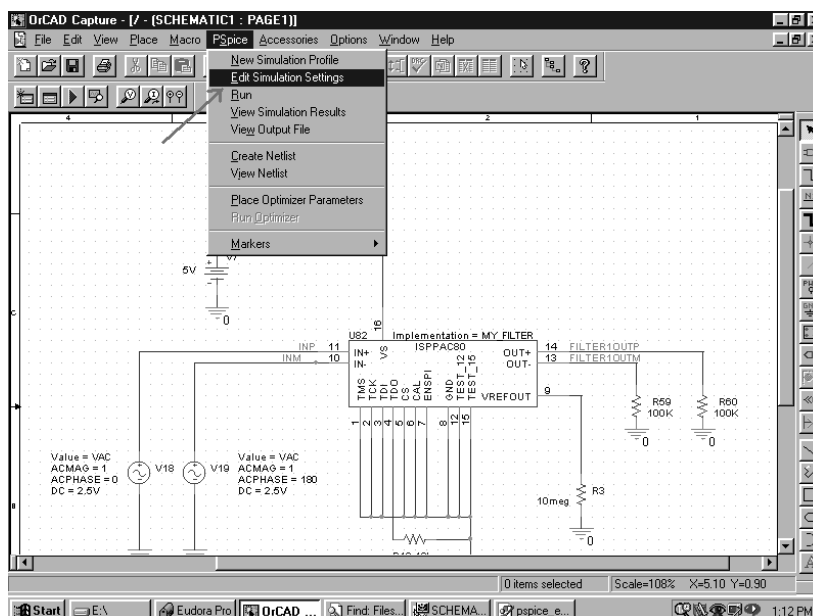 OrCAD Capture - [/ - (SCHEMATIC1 : PAGE1)]
File Edit View Place Macro PSpice Accessories Options Window Help
New Simulation Profile
Edit Simulation Settings
Run
View Simulation Results
View Output File
Create Netlist
View Netlist
Place Optimizer Parameters
Run Optimizer
Markers
4 2 1
C
B
5V
0
U82 Implementation = MY FILTER
ISPPAC80
16
VS
INP 11 IN+
INM 10 IN-
OUT+ 14 FILTER1OUTP
OUT- 13 FILTER1OUTM
TMS TCK TDI TDO CS CAL ENSPI GND TEST_12 TEST_15
1 2 3 4 5 6 7 8 12 15
VREFOUT 9
R59
100K
0
R60
100K
0
Value = VAC
ACMAG = 1
ACPHASE = 0
DC = 2.5V
V18
V19
Value = VAC
ACMAG = 1
ACPHASE = 180
DC = 2.5V
10meg R3
0
0 items selected Scale=108% X=5.10 Y=0.90
Start E:\ Eudora Pro OrCAD ... Find: Files... SCHEMA... pspice_e... 1:12 PM